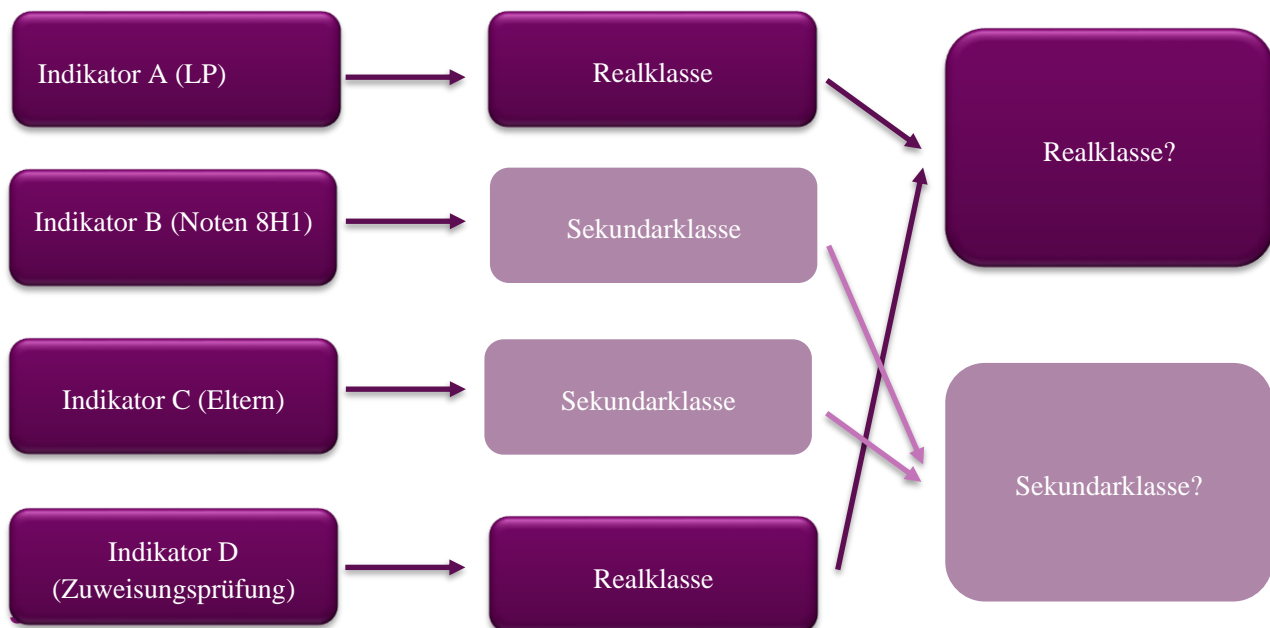 Indikator A (LP)
Realklasse
Realklasse?
Indikator B (Noten 8H1)
Sekundarklasse
Indikator C (Eltern)
Sekundarklasse
Sekundarklasse?
Indikator D
(Zuweisungsprüfung)
Realklasse